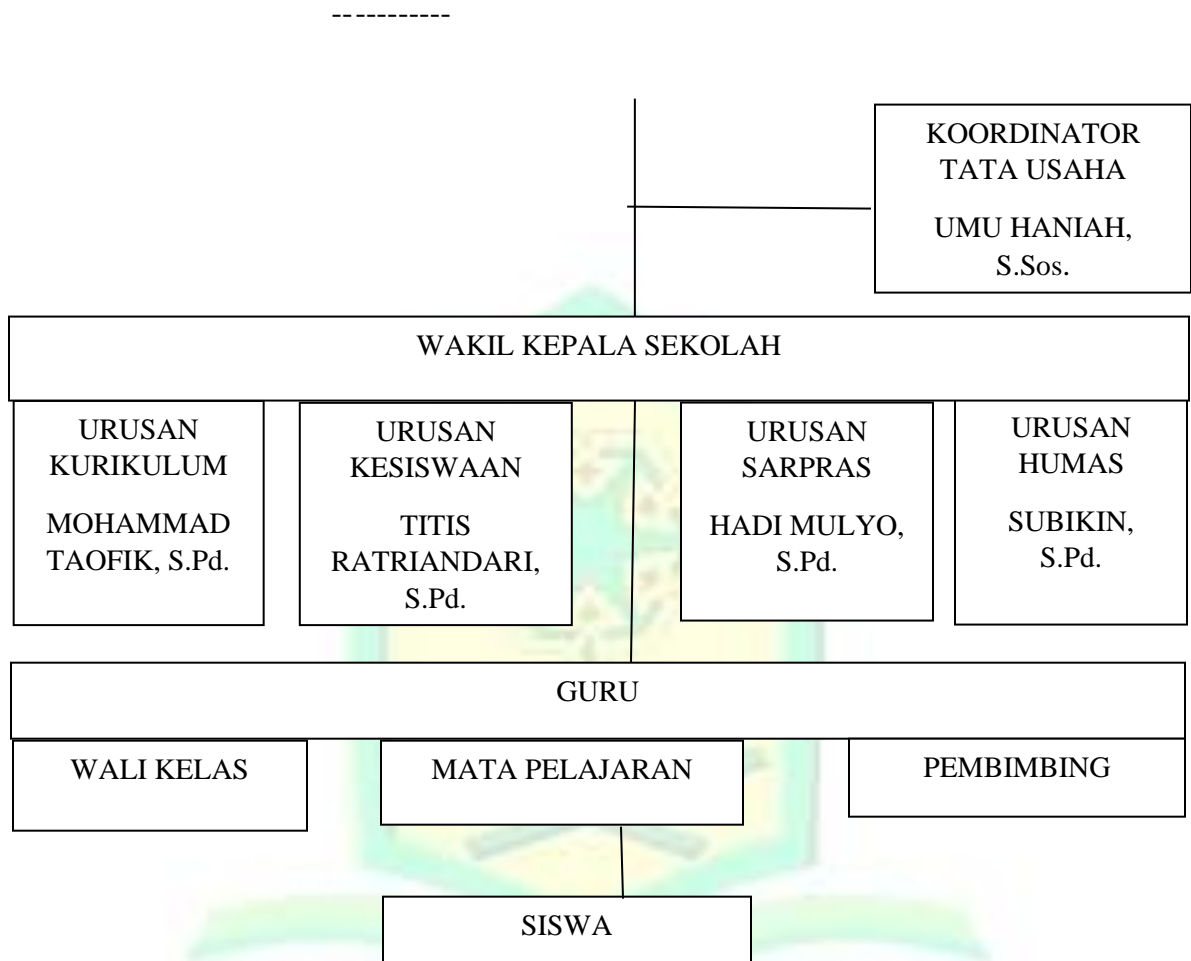 -----------
KOORDINATOR
TATA USAHA
UMU HANIAH,
S.Sos.
WAKIL KEPALA SEKOLAH
URUSAN
KURIKULUM
MOHAMMAD
TAOFIK, S.Pd.
URUSAN
KESISWAAN
TITIS
RATRIANDARI,
S.Pd.
URUSAN
SARPRAS
HADI MULYO,
S.Pd.
URUSAN
HUMAS
SUBIKIN,
S.Pd.
GURU
WALI KELAS
MATA PELAJARAN
PEMBIMBING
SISWA